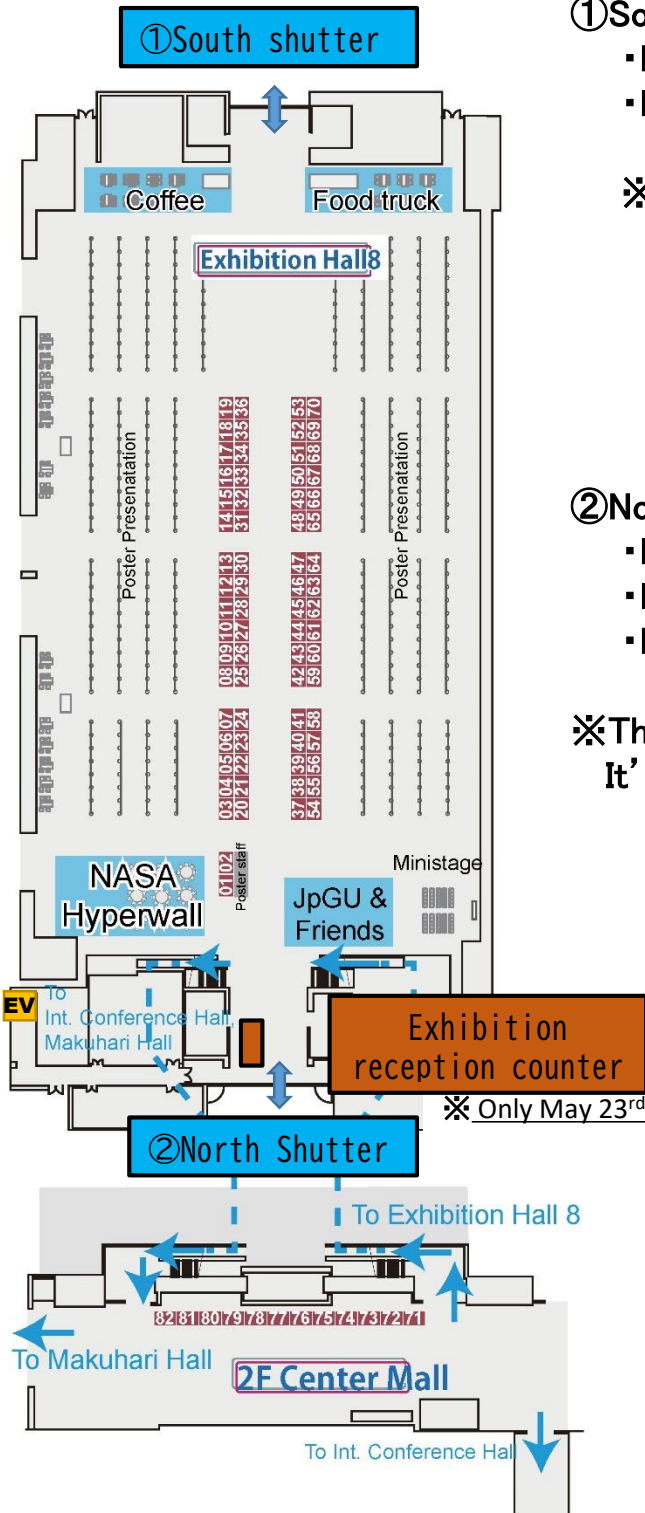 ①South shutter
①So
・
・
※
Coffee
Food truck
Exhibition Hall8
14 15 16 17 18 19
31 32 33 34 35 36
48 49 50 51 52 53
65 66 67 68 69 70
Poster Presenatation
Poster Presenatation
②No
・
・
・
08 09 10 11 12 13
25 26 27 28 29 30
42 43 44 45 46 47
59 60 61 62 63 64
※Th
It’
03 04 05 06 07
20 21 22 23 24
37 38 39 40 41
54 55 56 57 58
01 02
Poster staff
NASA
Hyperwall
JpGU &
Friends
Ministage
EV
To
Int. Conference Hall,
Makuhari Hall
Exhibition
reception counter
※ Only May 23rd
②North Shutter
To Exhibition Hall 8
82 81 80 79 78 77 76 75 74 73 72 71
To Makuhari Hall
2F Center Mall
To Int. Conference Hall